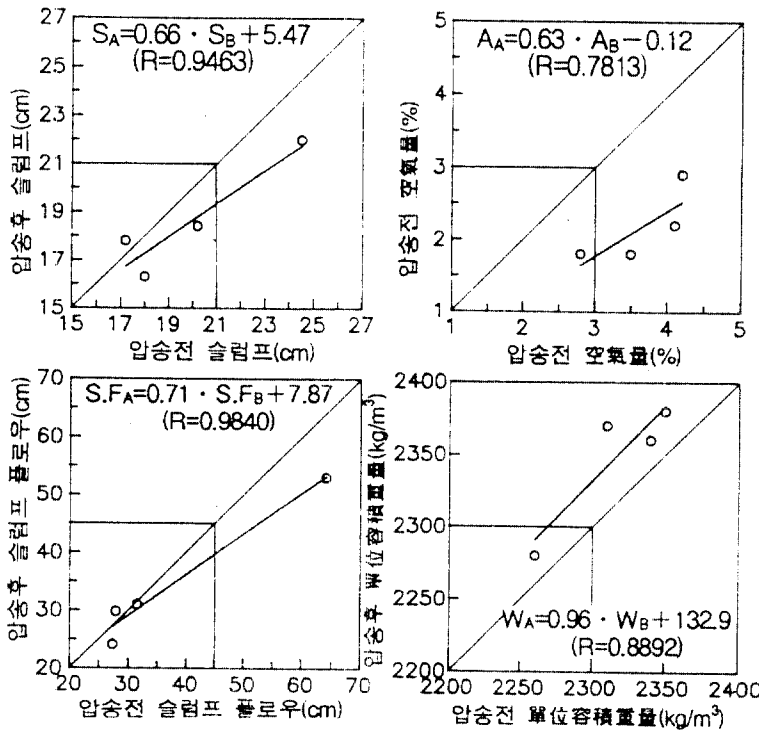 S_A=0.66 · S_B+5.47
(R=0.9463)
27
25
23
21
19
17
15
15 17 19 21 23 25 27
압송후 슬럼프(cm)
압송전 슬럼프(cm)
A_A=0.63 · A_B−0.12
(R=0.7813)
5
4
3
2
1
1 2 3 4 5
압송전 空氣量(%)
압송전 空氣量(%)
S.F_A=0.71 · S.F_B+7.87
(R=0.9840)
70
60
50
40
30
20
20 30 40 50 60 70
압송후 슬럼프 플로우(cm)
압송전 슬럼프 플로우(cm)
2400
2350
2300
2250
2200
W_A=0.96 · W_B+132.9
(R=0.8892)
2200 2250 2300 2350 2400
압송후 單位容積重量(kg/m³)
압송전 單位容積重量(kg/m³)